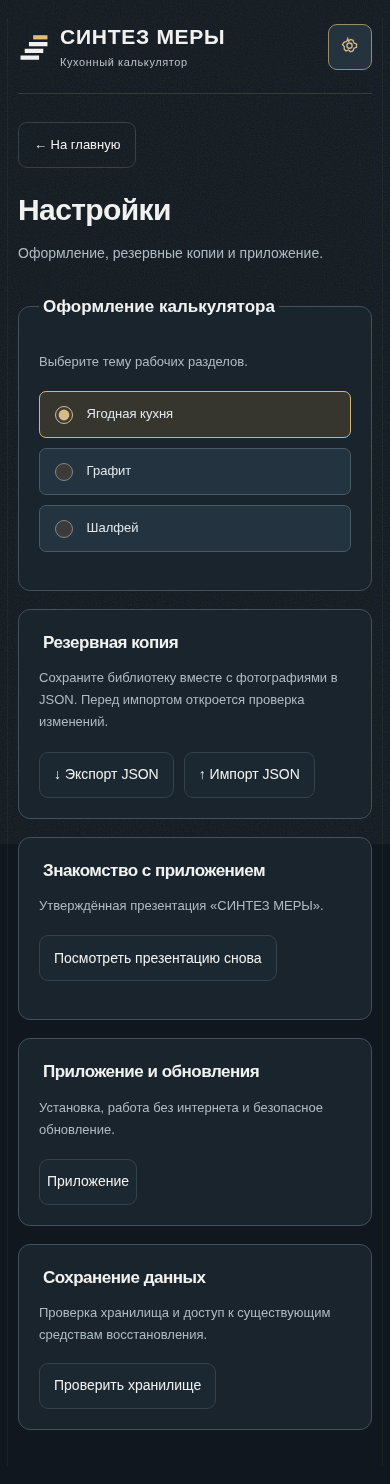 СИНТЕЗ МЕРЫ
Кухонный калькулятор
← На главную
Настройки
Оформление, резервные копии и приложение.
Оформление калькулятора
Выберите тему рабочих разделов.
Ягодная кухня
Графит
Шалфей
Резервная копия
Сохраните библиотеку вместе с фотографиями в
JSON. Перед импортом откроется проверка
изменений.
↓ Экспорт JSON
↑ Импорт JSON
Знакомство с приложением
Утверждённая презентация «СИНТЕЗ МЕРЫ».
Посмотреть презентацию снова
Приложение и обновления
Установка, работа без интернета и безопасное
обновление.
Приложение
Сохранение данных
Проверка хранилища и доступ к существующим
средствам восстановления.
Проверить хранилище